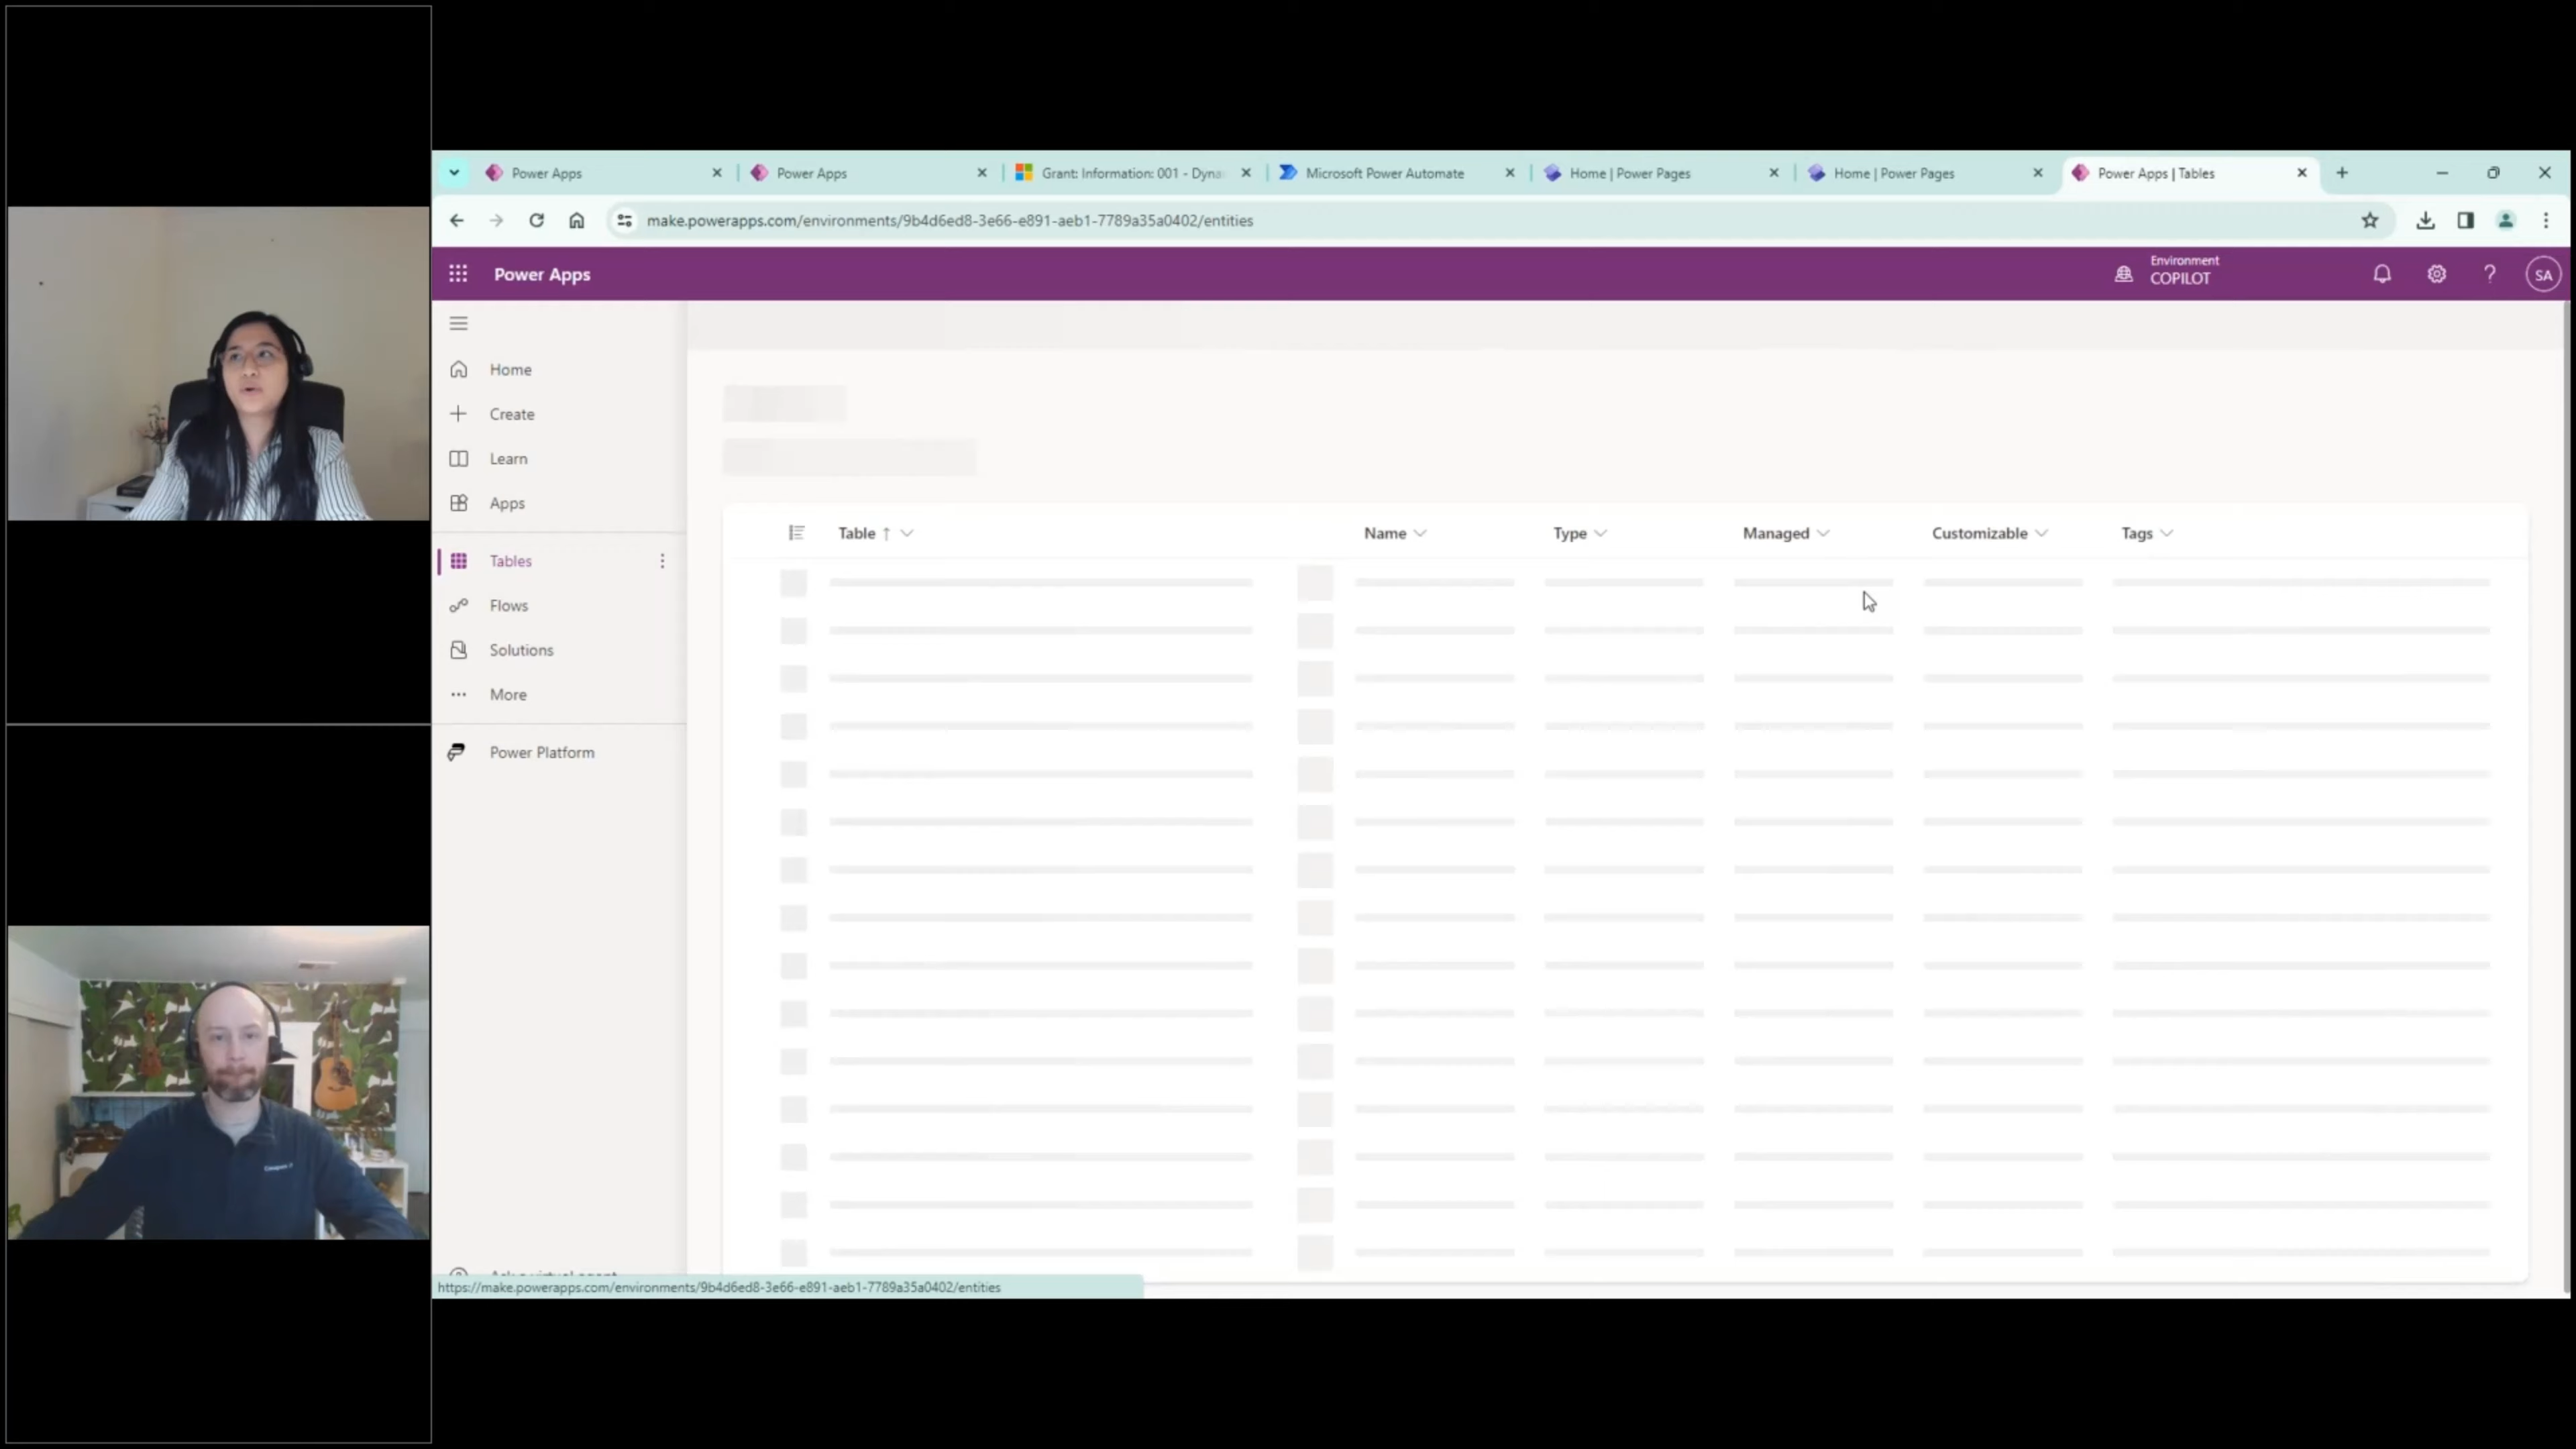 Power Apps
Power Apps
Grant: Information: 001 - Dyna
Microsoft Power Automate
Home | Power Pages
Home | Power Pages
Power Apps | Tables
make.powerapps.com/environments/9b4d6ed8-3e66-e891-aeb1-7789a35a0402/entities
Power Apps
Environment
COPILOT
SA
Home
Create
Learn
Apps
Tables
Flows
Solutions
More
Power Platform
Table
Name
Type
Managed
Customizable
Tags
Ask a virtual agent
https://make.powerapps.com/environments/9b4d6ed8-3e66-e891-aeb1-7789a35a0402/entities